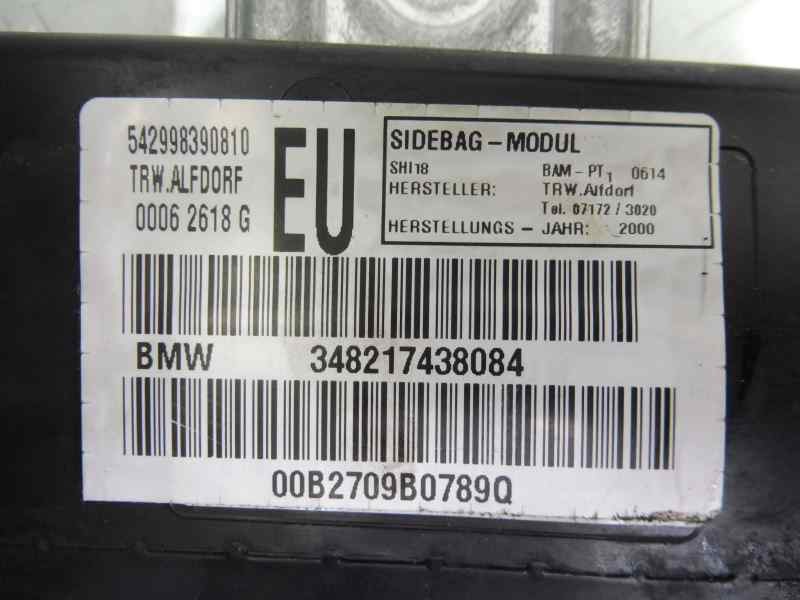 542998390810
TRW.ALFDORF
0006 2618 G
EU
SIDEBAG-MODUL
SHI18 BAM-PT1 0614
HERSTELLER: TRW.Alfdorf
Tel. 07172/3020
HERSTELLUNGS-JAHR: 2000
BMW 348217438084
00B2709B0789Q